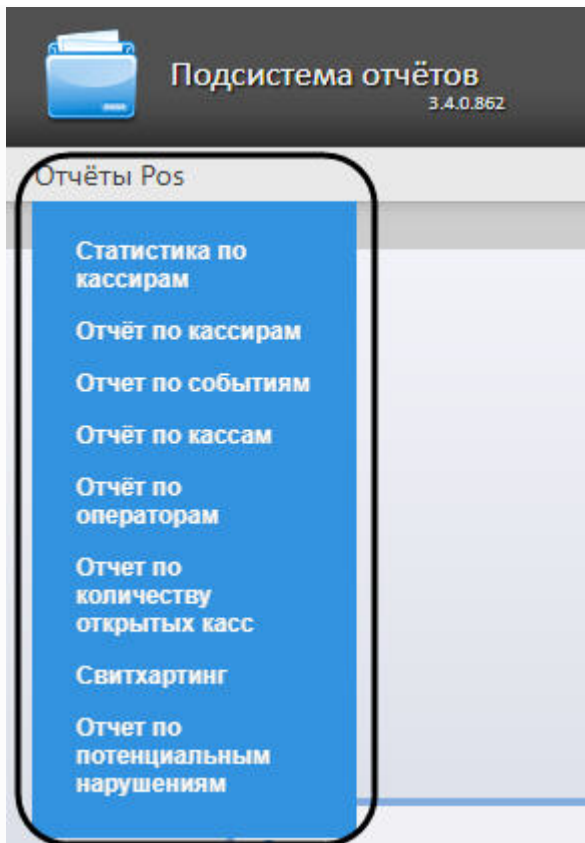 Подсистема отчётов
3.4.0.862
Отчёты Pos
Статистика по
кассирам
Отчёт по кассирам
Отчет по событиям
Отчёт по кассам
Отчёт по
операторам
Отчет по
количеству
открытых касс
Свитхартинг
Отчет по
потенциальным
нарушениям